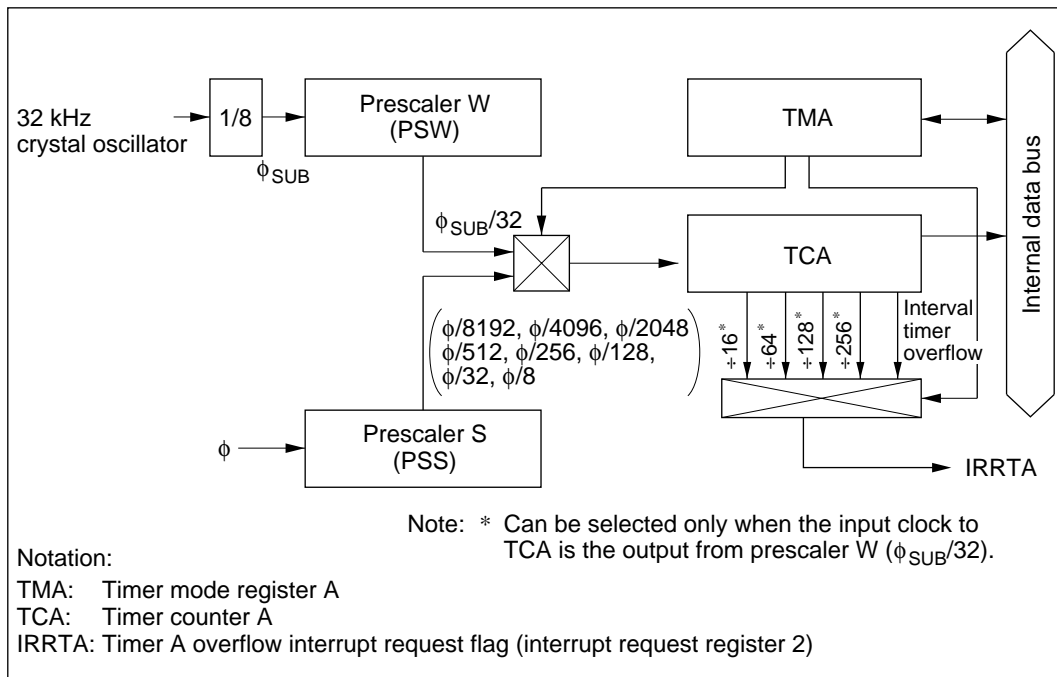 32 kHz
crystal oscillator
1/8
ϕSUB
Prescaler W
(PSW)
TMA
Internal data bus
ϕSUB/32
TCA
÷16*
÷64*
÷128*
÷256*
Interval
timer
overflow
ϕ/8192, ϕ/4096, ϕ/2048
ϕ/512, ϕ/256, ϕ/128,
ϕ/32, ϕ/8
ϕ
Prescaler S
(PSS)
IRRTA
Note: * Can be selected only when the input clock to
TCA is the output from prescaler W (ϕSUB/32).
Notation:
TMA: Timer mode register A
TCA: Timer counter A
IRRTA: Timer A overflow interrupt request flag (interrupt request register 2)